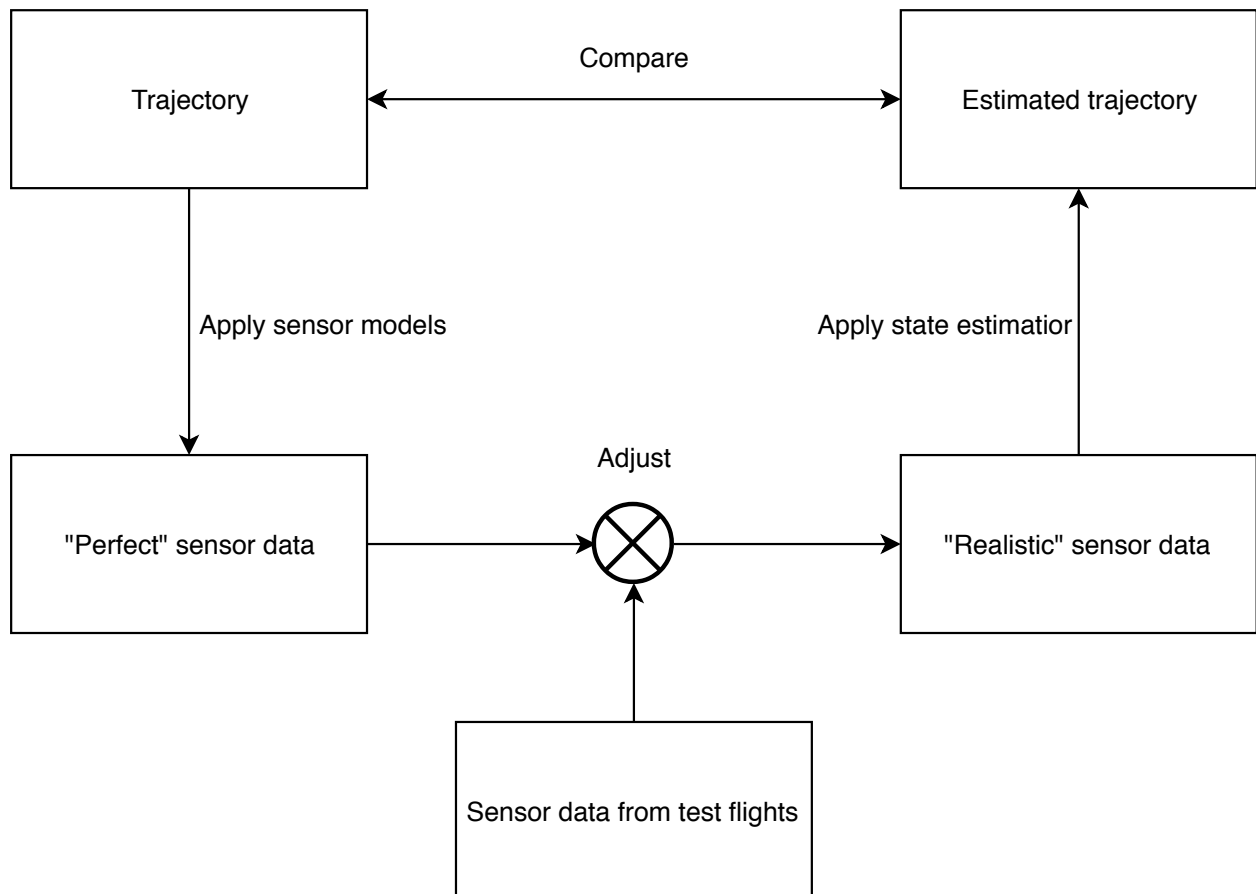 Compare
Trajectory
Estimated trajectory
Apply sensor models
Apply state estimatior
Adjust
"Perfect" sensor data
"Realistic" sensor data
Sensor data from test flights